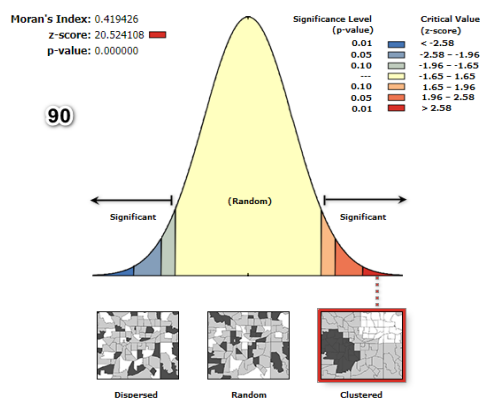 Moran's Index: 0.419426
z-score: 20.524108
p-value: 0.000000
Significance Level
(p-value)
Critical Value
(z-score)
0.01 < -2.58
0.05 -2.58 – -1.96
0.10 -1.96 – -1.65
--- -1.65 – 1.65
0.10 1.65 – 1.96
0.05 1.96 – 2.58
0.01 > 2.58
90
(Random)
Significant
Significant
Dispersed
Random
Clustered